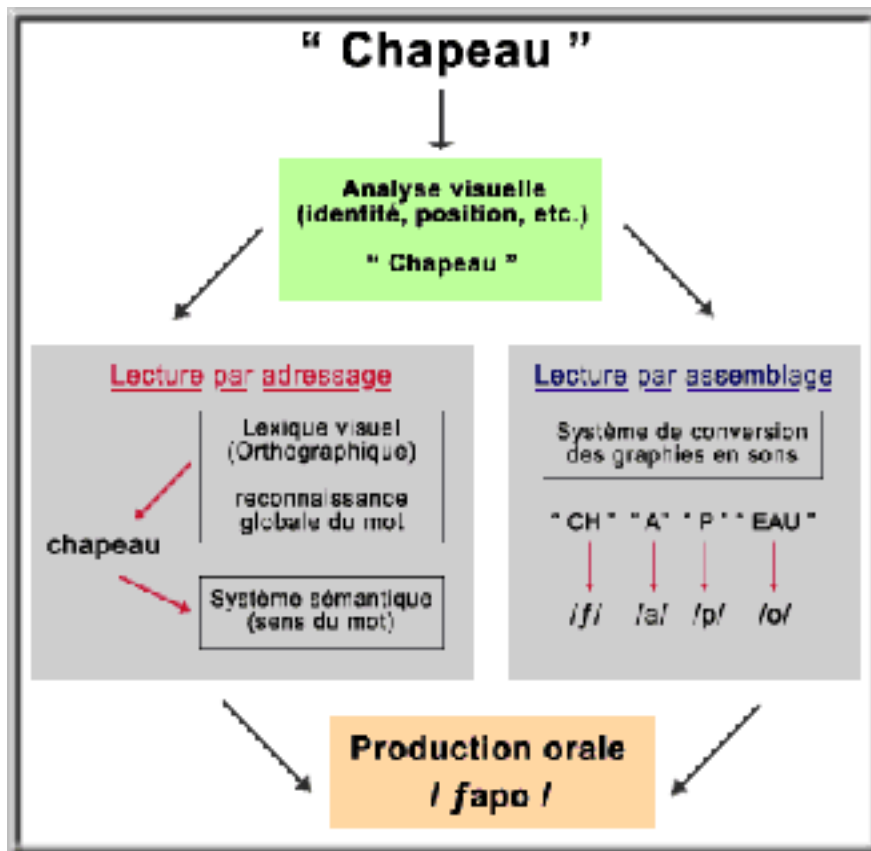 “ Chapeau ”
Analyse visuelle
(identité, position, etc.)
“ Chapeau ”
Lecture par adressage
Lexique visuel
(Orthographique)
reconnaissance
globale du mot
chapeau
Système sémantique
(sens du mot)
Lecture par assemblage
Système de conversion
des graphies en sons
“ CH ” “ A ” “ P ” “ EAU ”
/ƒ/ /a/ /p/ /o/
Production orale
/ ƒapo /